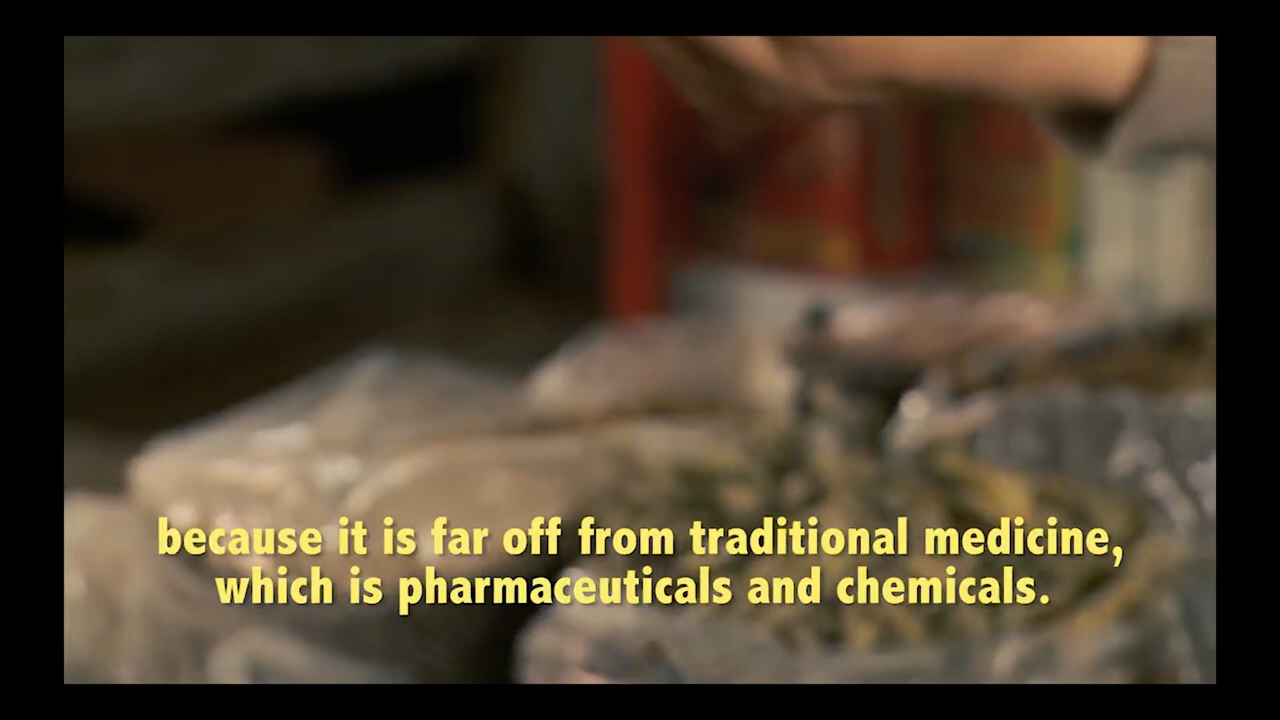 because it is far off from traditional medicine,
which is pharmaceuticals and chemicals.